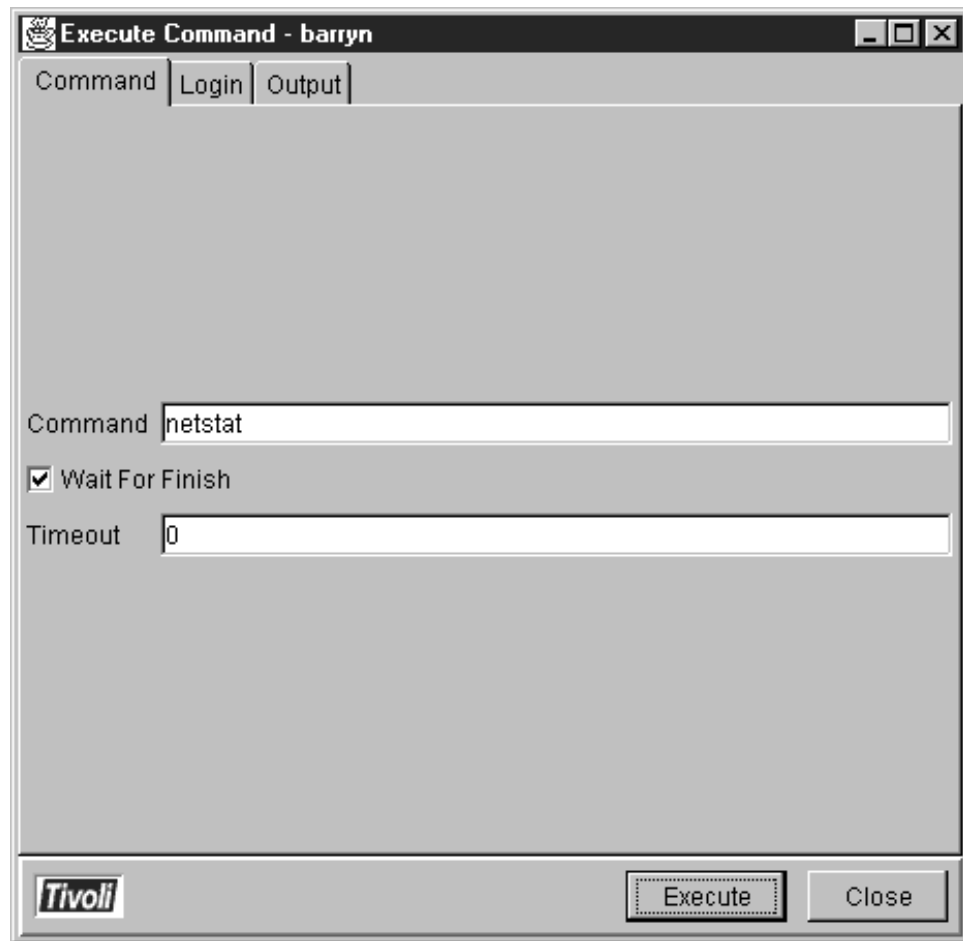 Execute Command - barryn
Command Login Output
Command netstat
Wait For Finish
Timeout 0
Tivoli Execute Close